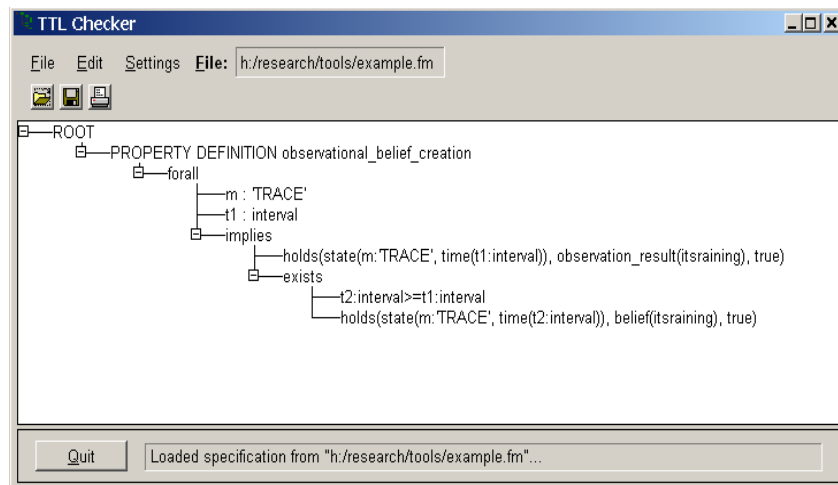 TTL Checker
File Edit Settings File: h:/research/tools/example.fm
ROOT
PROPERTY DEFINITION observational_belief_creation
forall
m : 'TRACE'
t1 : interval
implies
holds(state(m:'TRACE', time(t1:interval)), observation_result(itsraining), true)
exists
t2:interval>=t1:interval
holds(state(m:'TRACE', time(t2:interval)), belief(itsraining), true)
Quit Loaded specification from "h:/research/tools/example.fm"...